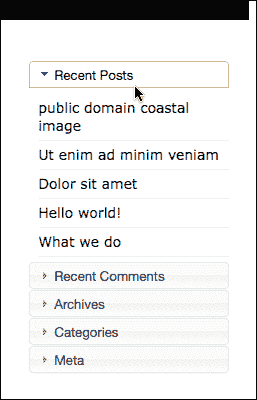 Recent Posts
public domain coastal
image
Ut enim ad minim veniam
Dolor sit amet
Hello world!
What we do
Recent Comments
Archives
Categories
Meta